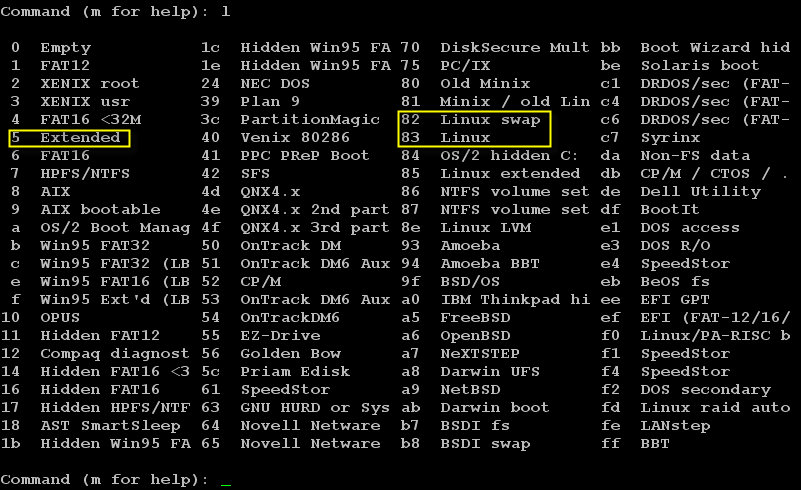 Command (m for help): l
0 Empty 1c Hidden Win95 FA 70 DiskSecure Mult bb Boot Wizard hid
1 FAT12 1e Hidden Win95 FA 75 PC/IX be Solaris boot
2 XENIX root 24 NEC DOS 80 Old Minix c1 DRDOS/sec (FAT-
3 XENIX usr 39 Plan 9 81 Minix / old Lin c4 DRDOS/sec (FAT-
4 FAT16 <32M 3c PartitionMagic 82 Linux swap c6 DRDOS/sec (FAT-
5 Extended 40 Venix 80286 83 Linux c7 Syrinx
6 FAT16 41 PPC PReP Boot 84 OS/2 hidden C: da Non-FS data
7 HPFS/NTFS 42 SFS 85 Linux extended db CP/M / CTOS / .
8 AIX 4d QNX4.x 86 NTFS volume set de Dell Utility
9 AIX bootable 4e QNX4.x 2nd part 87 NTFS volume set df BootIt
a OS/2 Boot Manag 4f QNX4.x 3rd part 8e Linux LVM e1 DOS access
b Win95 FAT32 50 OnTrack DM 93 Amoeba e3 DOS R/O
c Win95 FAT32 (LB 51 OnTrack DM6 Aux 94 Amoeba BBT e4 SpeedStor
e Win95 FAT16 (LB 52 CP/M 9f BSD/OS eb BeOS fs
f Win95 Ext'd (LB 53 OnTrack DM6 Aux a0 IBM Thinkpad hi ee EFI GPT
10 OPUS 54 OnTrackDM6 a5 FreeBSD ef EFI (FAT-12/16/
11 Hidden FAT12 55 EZ-Drive a6 OpenBSD f0 Linux/PA-RISC b
12 Compaq diagnost 56 Golden Bow a7 NeXTSTEP f1 SpeedStor
14 Hidden FAT16 <3 5c Priam Edisk a8 Darwin UFS f4 SpeedStor
16 Hidden FAT16 61 SpeedStor a9 NetBSD f2 DOS secondary
17 Hidden HPFS/NTF 63 GNU HURD or Sys ab Darwin boot fd Linux raid auto
18 AST SmartSleep 64 Novell Netware b7 BSDI fs fe LANstep
1b Hidden Win95 FA 65 Novell Netware b8 BSDI swap ff BBT
Command (m for help): _